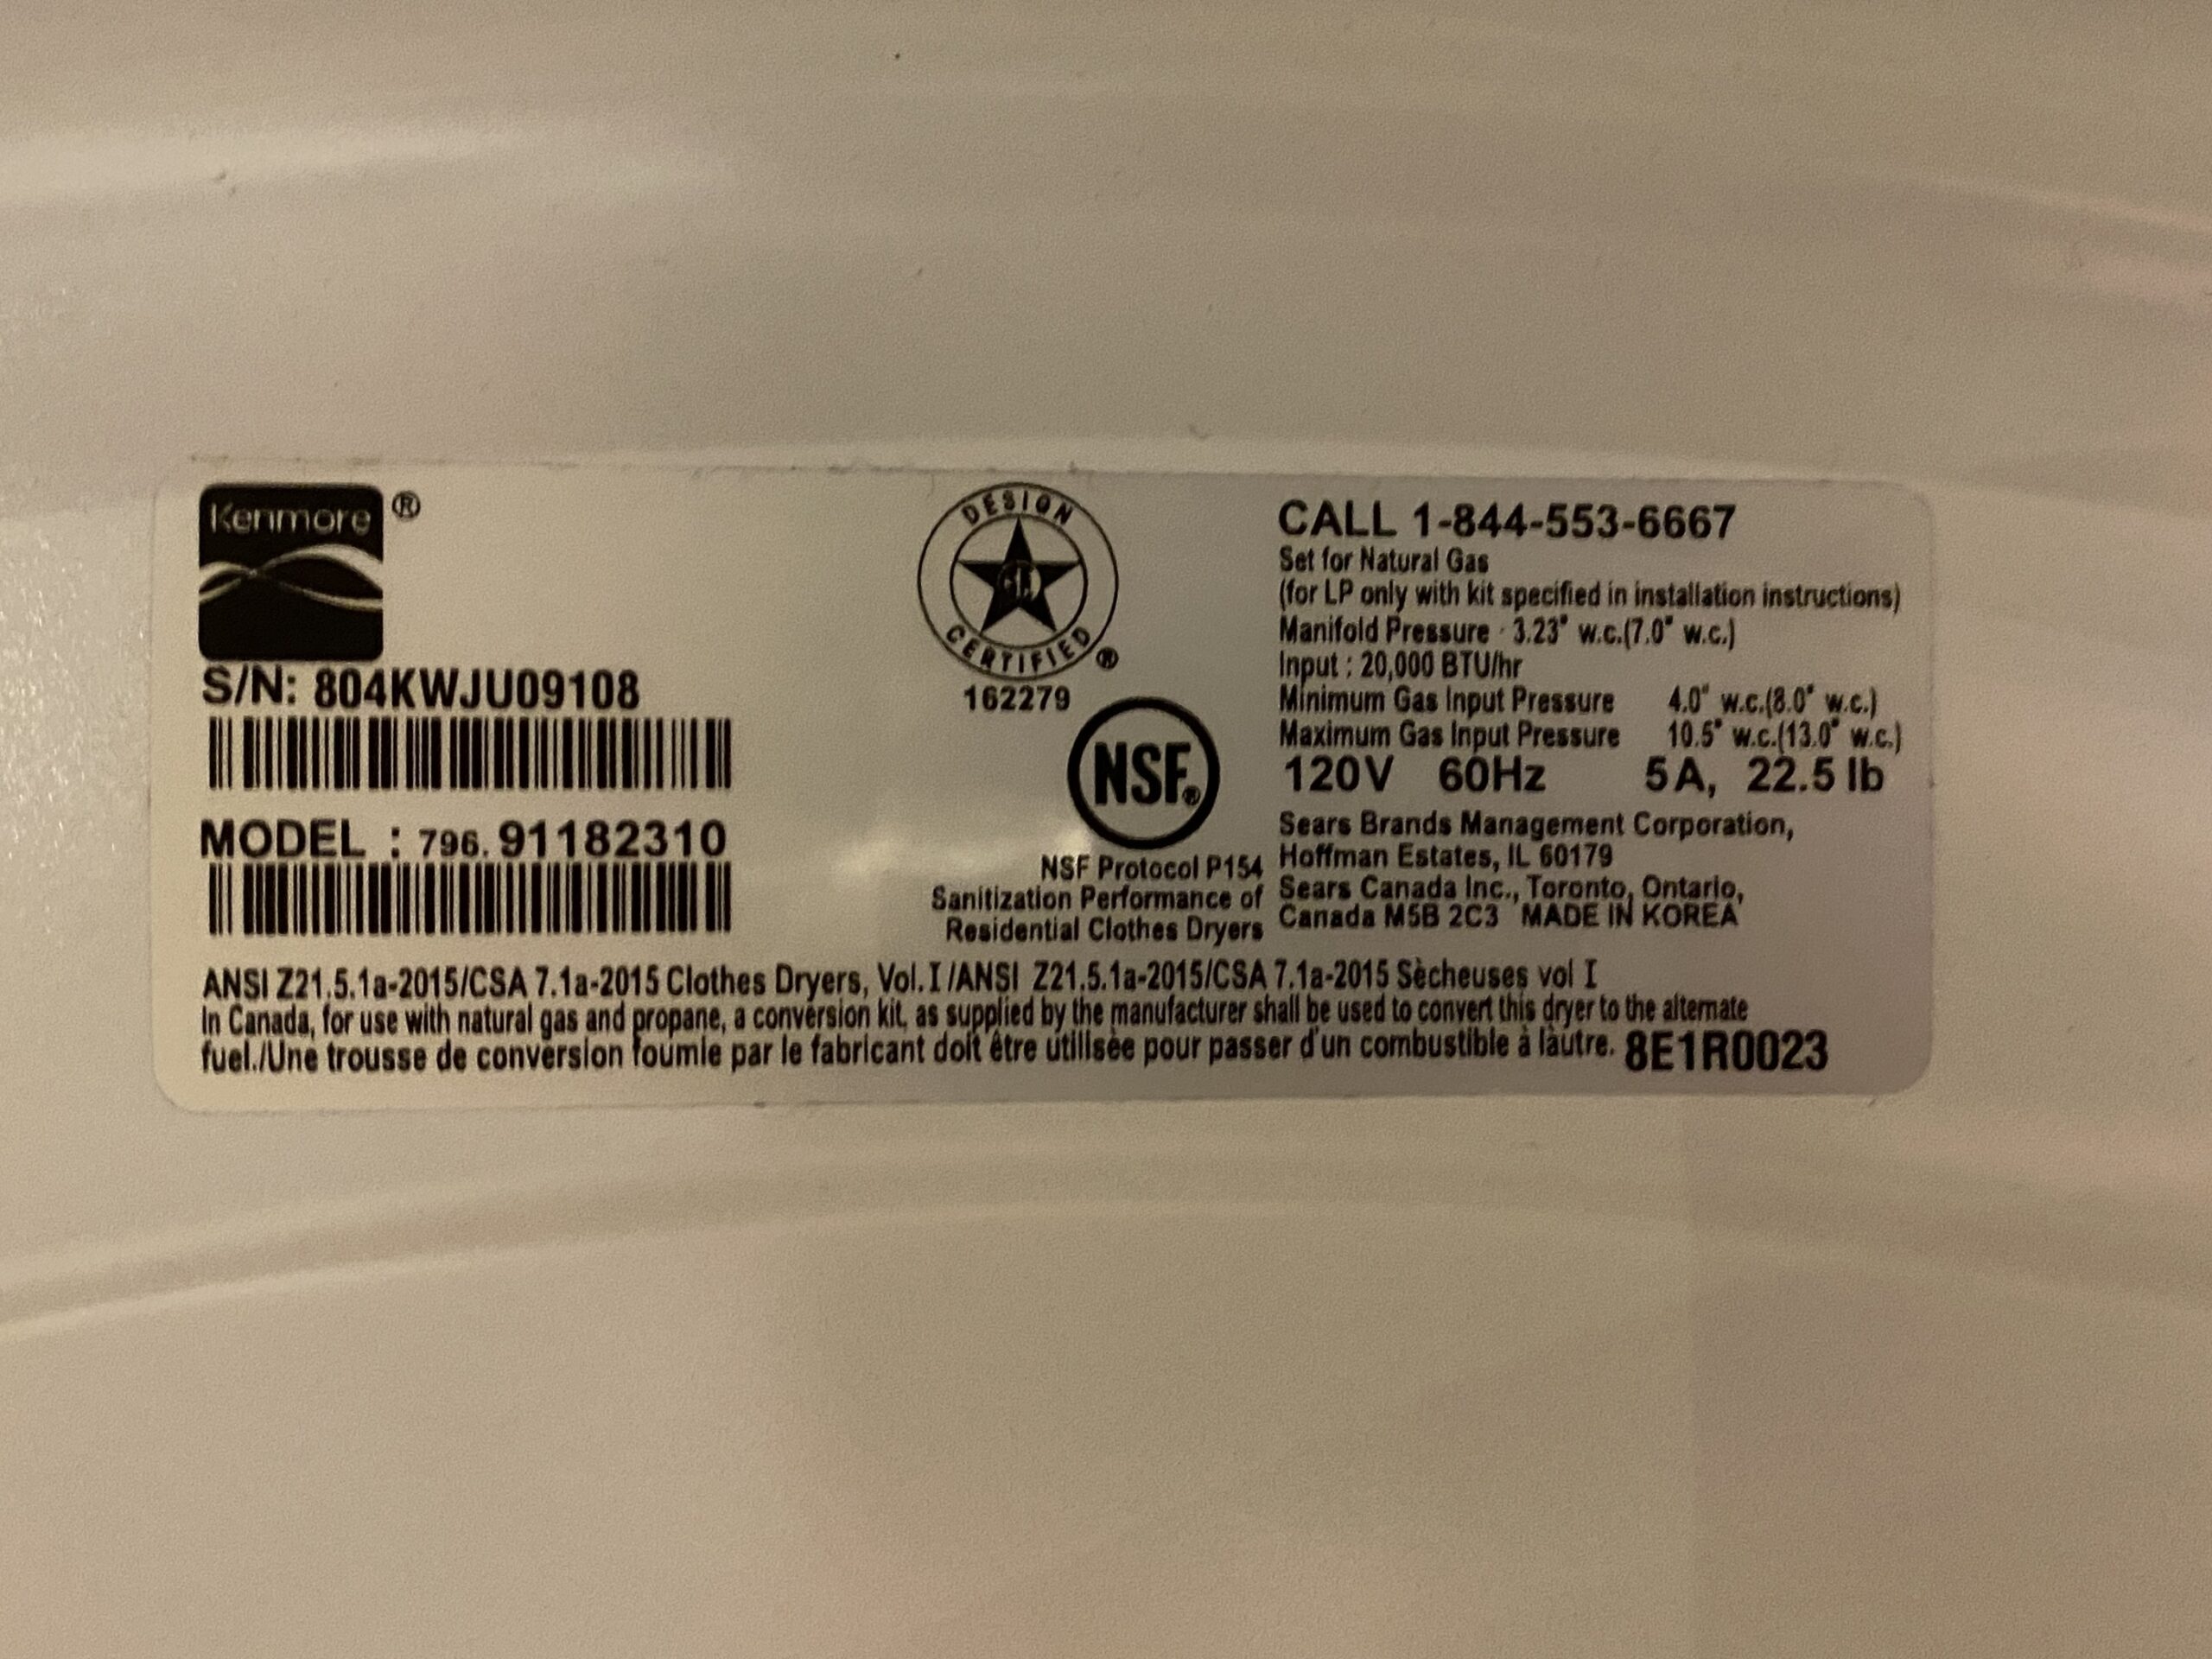 Kenmore ®
S/N: 804KWJU09108
MODEL : 796. 91182310
DESIGN
CERTIFIED ®
162279
NSF®
NSF Protocol P154
Sanitization Performance of
Residential Clothes Dryers
CALL 1-844-553-6667
Set for Natural Gas
(for LP only with kit specified in installation instructions)
Manifold Pressure · 3.23" w.c.(7.0" w.c.)
Input : 20,000 BTU/hr
Minimum Gas Input Pressure 4.0" w.c.(8.0" w.c.)
Maximum Gas Input Pressure 10.5" w.c.(13.0" w.c.)
120V 60Hz 5A, 22.5 lb
Sears Brands Management Corporation,
Hoffman Estates, IL 60179
Sears Canada Inc., Toronto, Ontario,
Canada M5B 2C3 MADE IN KOREA
ANSI Z21.5.1a-2015/CSA 7.1a-2015 Clothes Dryers, Vol. I /ANSI Z21.5.1a-2015/CSA 7.1a-2015 Sècheuses vol I
In Canada, for use with natural gas and propane, a conversion kit, as supplied by the manufacturer shall be used to convert this dryer to the alternate
fuel./Une trousse de conversion foumie par le fabricant doit être utilisèe pour passer d'un combustible à làutre. 8E1R0023